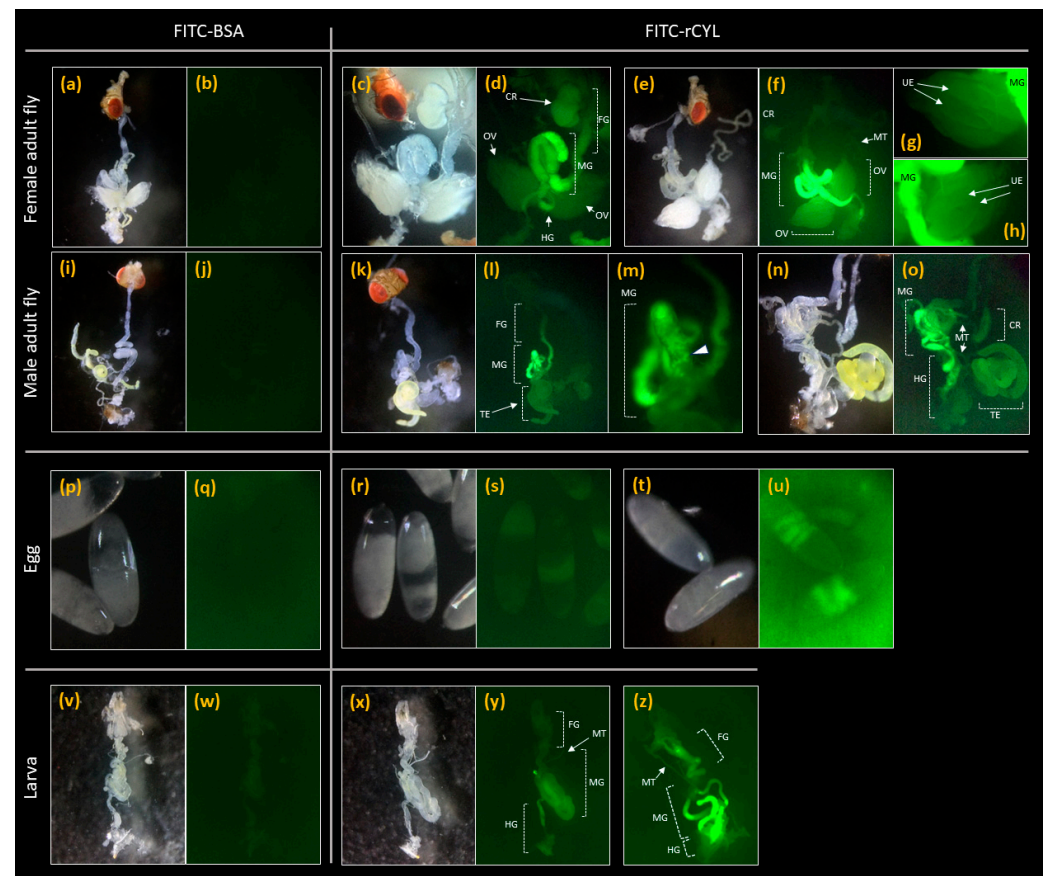 FITC-BSA FITC-rCYL
Female adult fly
(a) (b) (c) (d) (e) (f) (g) (h)
CR FG OV MG OV HG
CR MT MG OV OV
UE MG
MG UE
Male adult fly
(i) (j) (k) (l) (m) (n) (o)
FG MG TE
MG
MG CR MT HG TE
Egg
(p) (q) (r) (s) (t) (u)
Larva
(v) (w) (x) (y) (z)
FG MT MG HG
FG MT MG HG